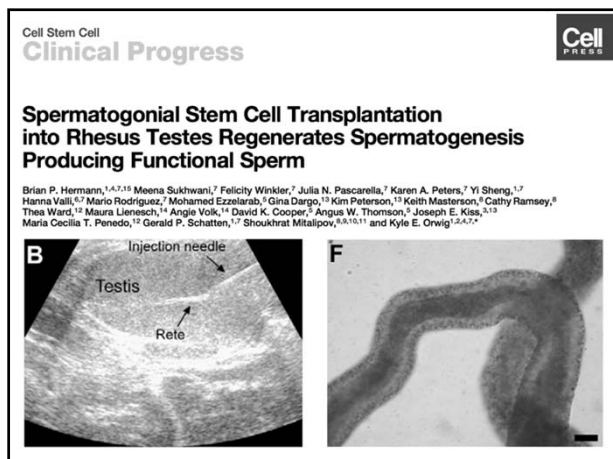 Cell Stem Cell
Clinical Progress
Cell
PRESS
Spermatogonial Stem Cell Transplantation
into Rhesus Testes Regenerates Spermatogenesis
Producing Functional Sperm
Brian P. Hermann,1,4,7,15 Meena Sukhwani,7 Felicity Winkler,7 Julia N. Pascarella,7 Karen A. Peters,7 Yi Sheng,1,7
Hanna Valli,6,7 Mario Rodriguez,7 Mohamed Ezzelarab,5 Gina Dargo,13 Kim Peterson,13 Keith Masterson,8 Cathy Ramsey,8
Thea Ward,12 Maura Lienesch,14 Angie Volk,14 David K. Cooper,5 Angus W. Thomson,5 Joseph E. Kiss,3,13
Maria Cecilia T. Penedo,12 Gerald P. Schatten,1,7 Shoukhrat Mitalipov,8,9,10,11 and Kyle E. Orwig1,2,4,7,*
B
Injection needle
Testis
Rete
F